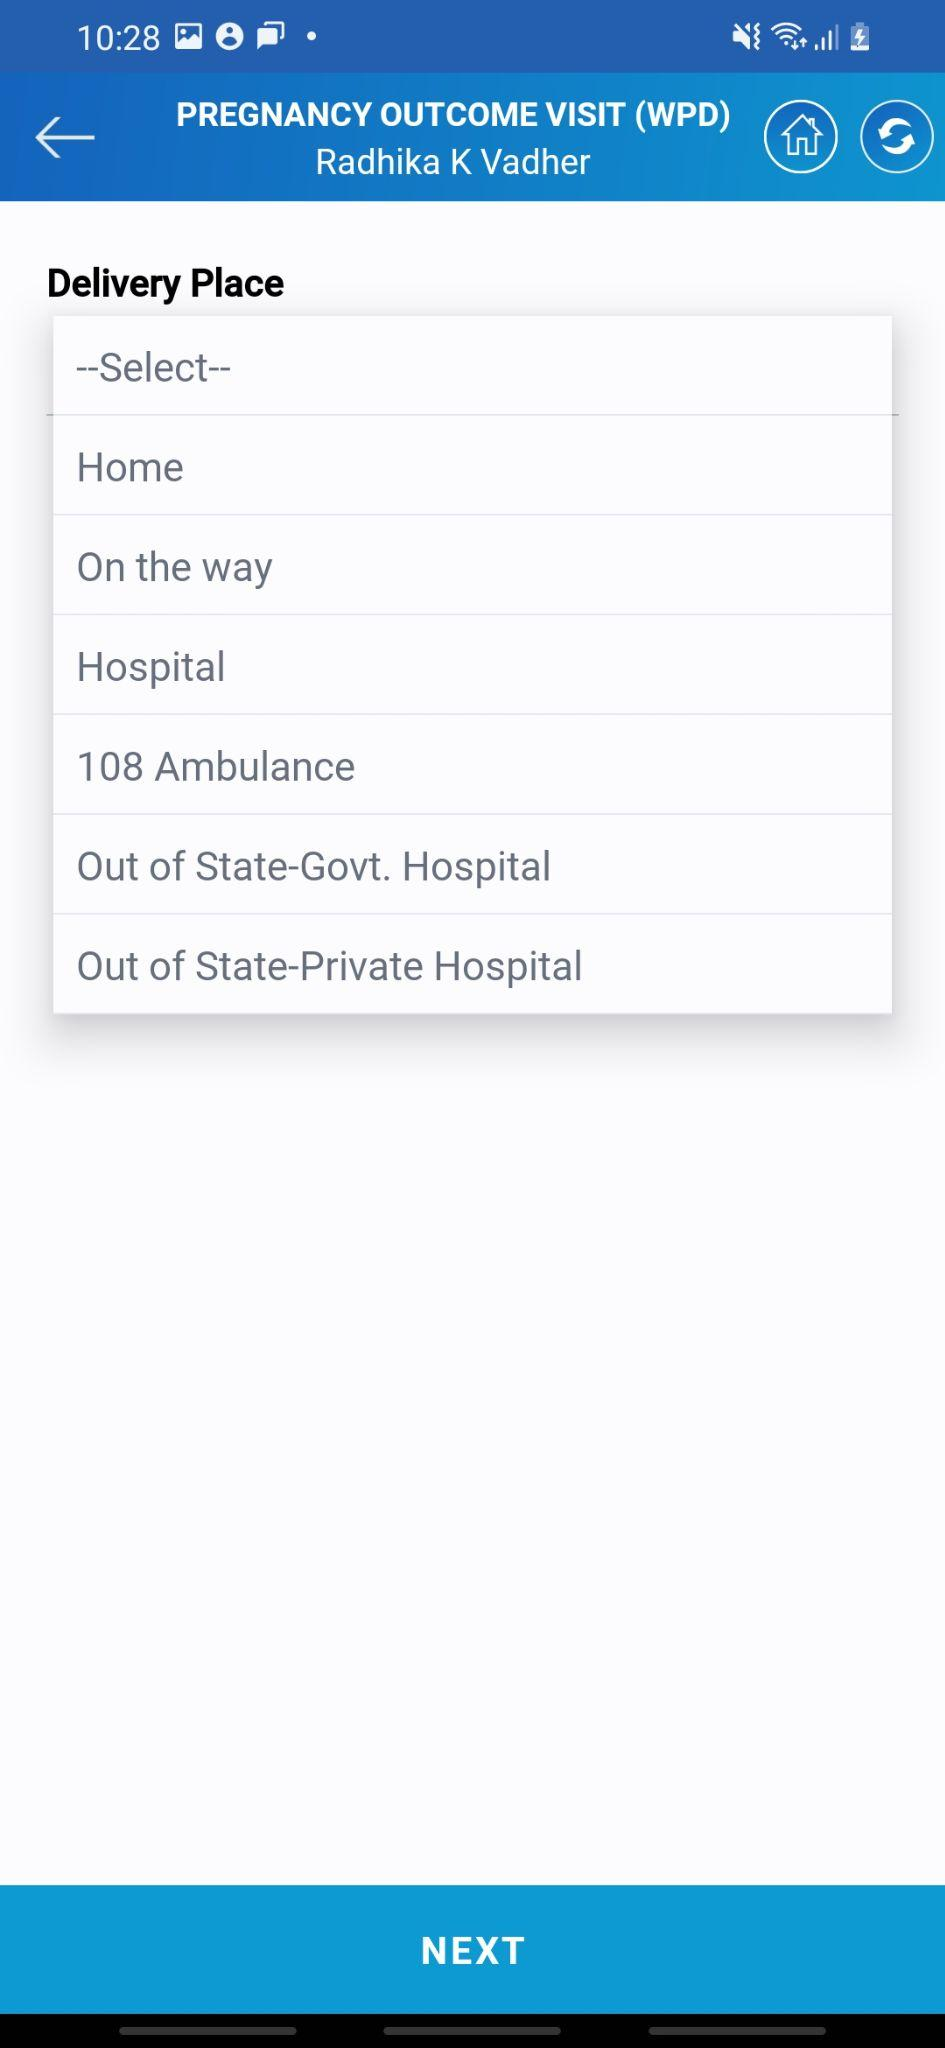 10:28
PREGNANCY OUTCOME VISIT (WPD)
Radhika K Vadher
Delivery Place
--Select--
Home
On the way
Hospital
108 Ambulance
Out of State-Govt. Hospital
Out of State-Private Hospital
NEXT